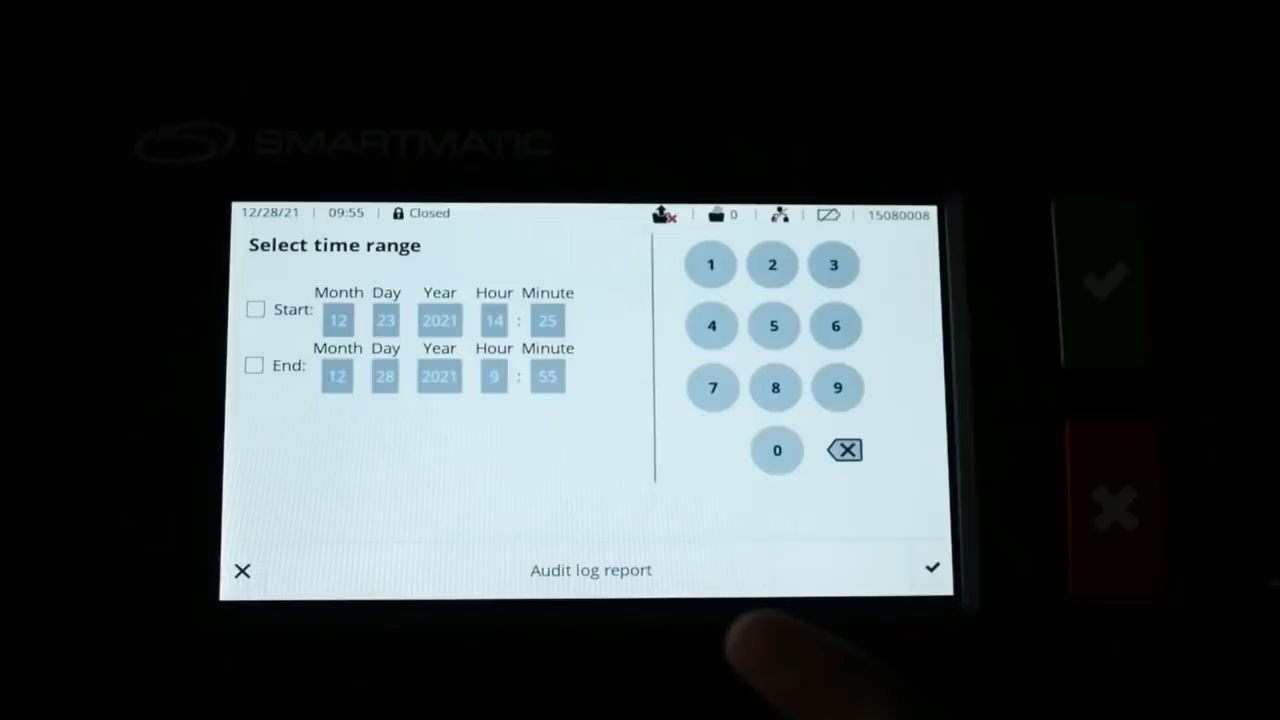 SMARTMATIC
12/28/21 | 09:55 | Closed 0 | 15080008
Select time range
Month Day Year Hour Minute
Start: 12 23 2021 14 : 25
Month Day Year Hour Minute
End: 12 28 2021 9 : 55
1 2 3
4 5 6
7 8 9
0
Audit log report